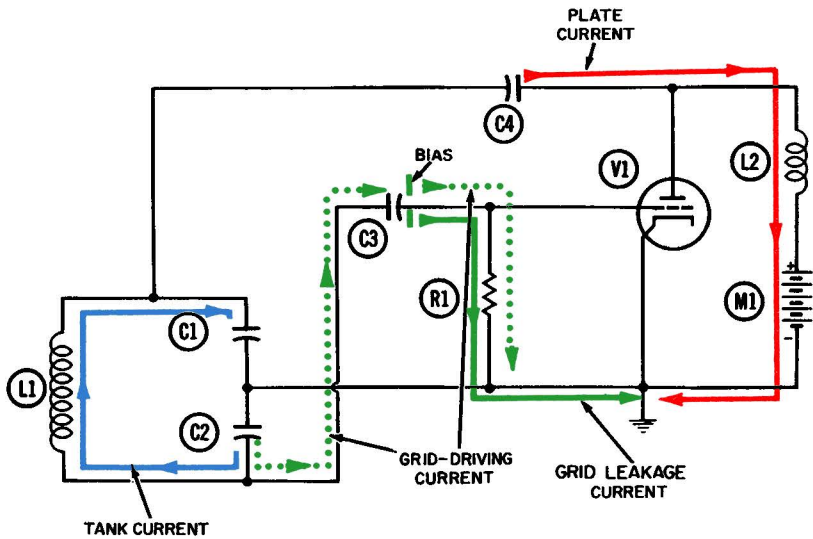 PLATE
CURRENT
C4
V1
L2
BIAS
C3
R1
M1
+
-
C1
L1
C2
GRID-DRIVING
CURRENT
GRID LEAKAGE
CURRENT
TANK CURRENT